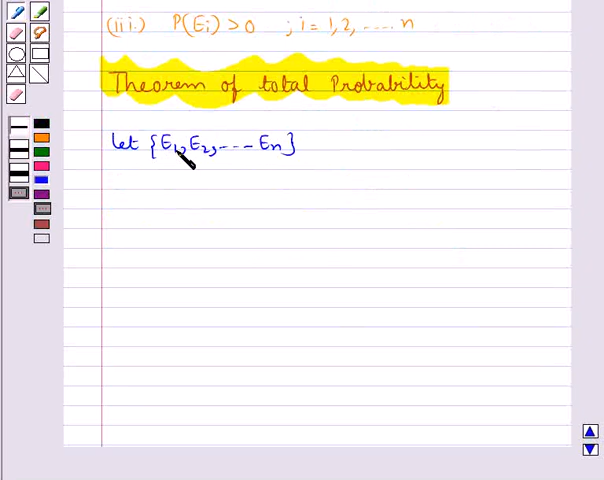 (iii.) P(Ei) > 0 ; i = 1, 2, ..... n
Theorem of total Probability
let {E1, E2, ---- En}